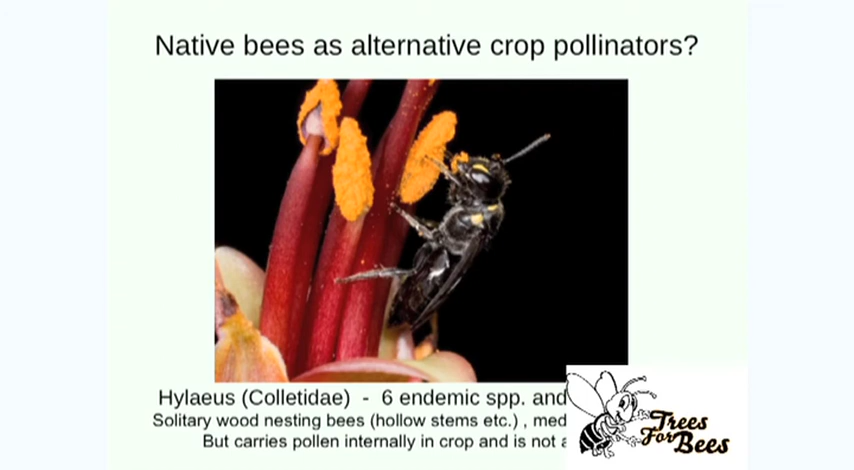 Native bees as alternative crop pollinators?
Hylaeus (Colletidae) - 6 endemic spp. and
Solitary wood nesting bees (hollow stems etc.) , med
But carries pollen internally in crop and is not a
Trees
For Bees